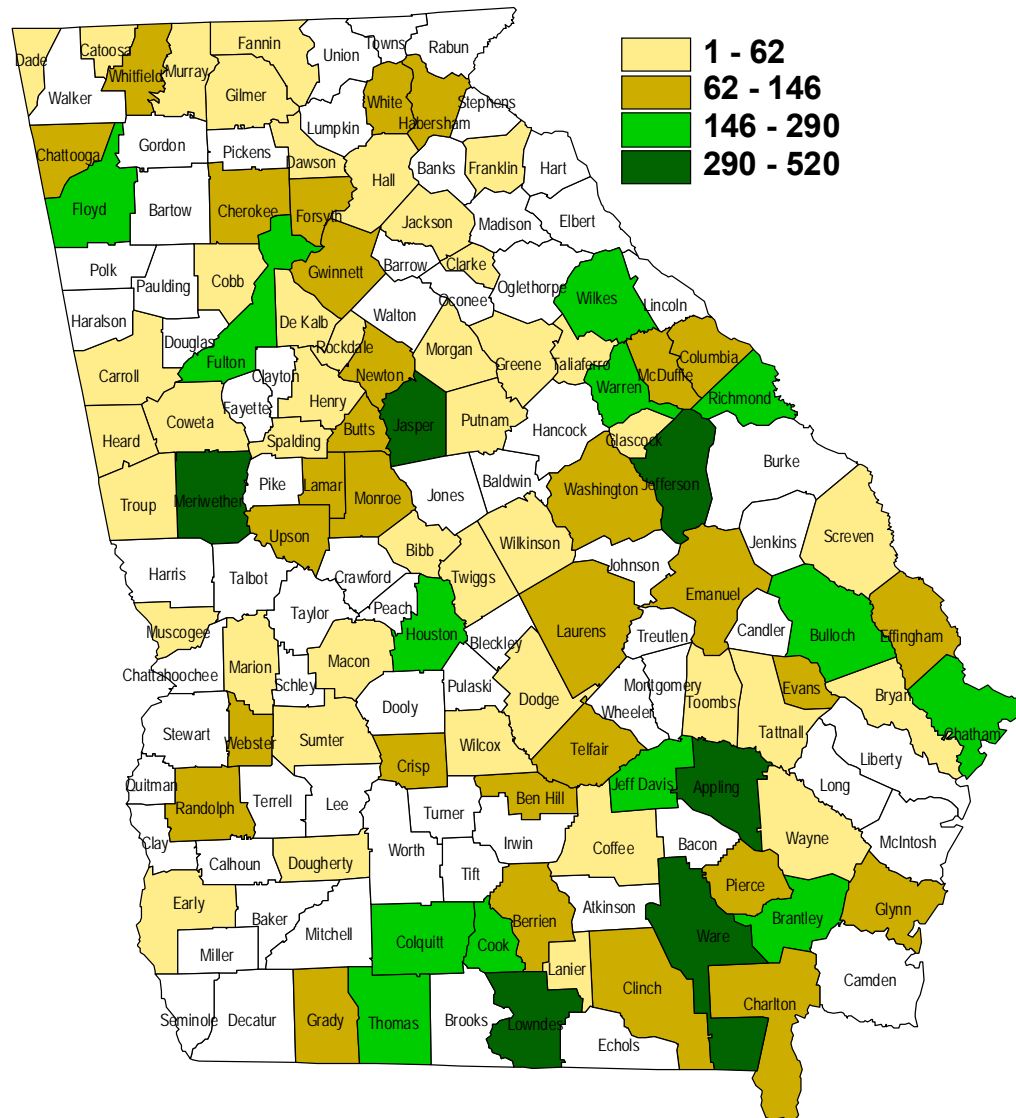 Dade
Catoosa
Whitfield
Murray
Fannin
Union
Towns
Rabun
1 - 62
62 - 146
146 - 290
290 - 520
Walker
Gilmer
White
Habersham
Stephens
Lumpkin
Chattooga
Gordon
Pickens
Dawson
Hall
Banks
Franklin
Hart
Floyd
Bartow
Cherokee
Forsyth
Jackson
Madison
Elbert
Polk
Paulding
Cobb
Gwinnett
Barrow
Clarke
Oconee
Oglethorpe
Wilkes
Lincoln
Haralson
Douglas
Fulton
De Kalb
Rockdale
Walton
Morgan
Greene
Taliaferro
McDuffie
Columbia
Carroll
Clayton
Fayette
Henry
Newton
Warren
Richmond
Heard
Coweta
Spalding
Butts
Jasper
Putnam
Hancock
Glascock
Burke
Troup
Meriwether
Pike
Lamar
Monroe
Jones
Baldwin
Washington
Jefferson
Upson
Bibb
Wilkinson
Jenkins
Screven
Harris
Talbot
Crawford
Twiggs
Johnson
Emanuel
Taylor
Peach
Houston
Bleckley
Laurens
Treutlen
Candler
Bulloch
Effingham
Muscogee
Chattahoochee
Marion
Schley
Macon
Pulaski
Dodge
Montgomery
Wheeler
Toombs
Evans
Bryan
Stewart
Webster
Sumter
Dooly
Wilcox
Telfair
Tattnall
Chatham
Liberty
Quitman
Randolph
Terrell
Lee
Crisp
Ben Hill
Jeff Davis
Appling
Long
Clay
Calhoun
Dougherty
Worth
Turner
Irwin
Coffee
Bacon
Wayne
McIntosh
Tift
Early
Baker
Mitchell
Berrien
Atkinson
Pierce
Brantley
Glynn
Miller
Colquitt
Cook
Lanier
Ware
Clinch
Charlton
Camden
Seminole
Decatur
Grady
Thomas
Brooks
Lowndes
Echols